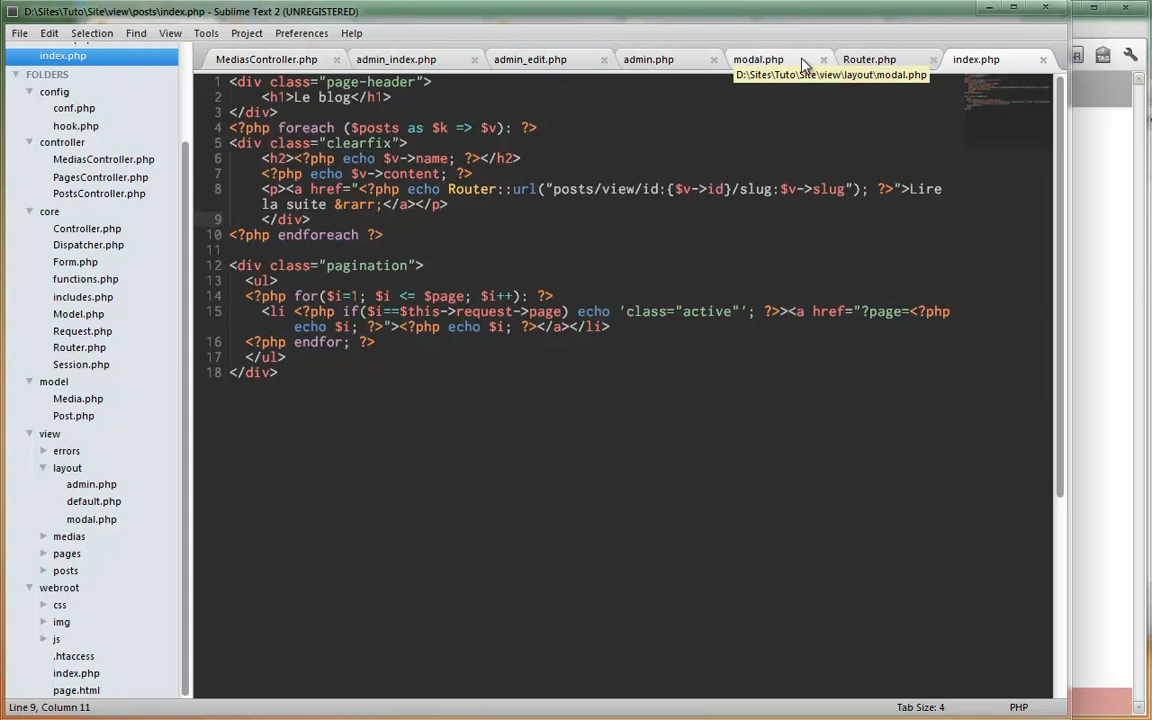 D:\Sites\Tuto\Site\view\posts\index.php - Sublime Text 2 (UNREGISTERED)
File Edit Selection Find View Tools Project Preferences Help
index.php
FOLDERS
config
conf.php
hook.php
controller
MediasController.php
PagesController.php
PostsController.php
core
Controller.php
Dispatcher.php
Form.php
functions.php
includes.php
Model.php
Request.php
Router.php
Session.php
model
Media.php
Post.php
view
errors
layout
admin.php
default.php
modal.php
medias
pages
posts
webroot
css
img
js
.htaccess
index.php
page.html
MediasController.php admin_index.php admin_edit.php admin.php modal.php Router.php index.php
D:\Sites\Tuto\Site\view\layout\modal.php
1 <div class="page-header">
2 <h1>Le blog</h1>
3 </div>
4 <?php foreach ($posts as $k => $v): ?>
5 <div class="clearfix">
6 <h2><?php echo $v->name; ?></h2>
7 <?php echo $v->content; ?>
8 <p><a href="<?php echo Router::url("posts/view/id:{$v->id}/slug:$v->slug"); ?>">Lire
la suite &rarr;</a></p>
9 </div>
10 <?php endforeach ?>
11
12 <div class="pagination">
13 <ul>
14 <?php for($i=1; $i <= $page; $i++): ?>
15 <li <?php if($i==$this->request->page) echo 'class="active"'; ?>><a href="?page=<?php
echo $i; ?>"><?php echo $i; ?></a></li>
16 <?php endfor; ?>
17 </ul>
18 </div>
Line 9, Column 11 Tab Size: 4 PHP